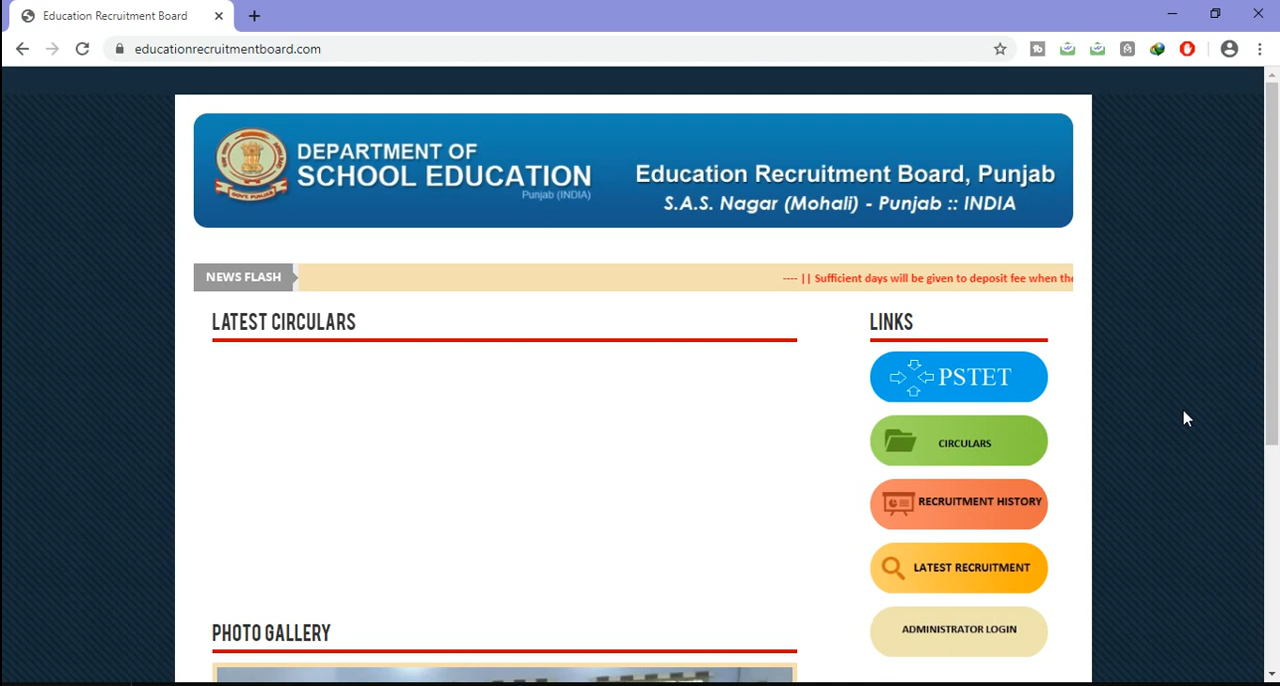 Education Recruitment Board
educationrecruitmentboard.com
DEPARTMENT OF
SCHOOL EDUCATION
Punjab (INDIA)
GOVT. PUNJAB
Education Recruitment Board, Punjab
S.A.S. Nagar (Mohali) - Punjab :: INDIA
NEWS FLASH
---- || Sufficient days will be given to deposit fee when the
LATEST CIRCULARS
LINKS
PSTET
CIRCULARS
RECRUITMENT HISTORY
LATEST RECRUITMENT
ADMINISTRATOR LOGIN
PHOTO GALLERY